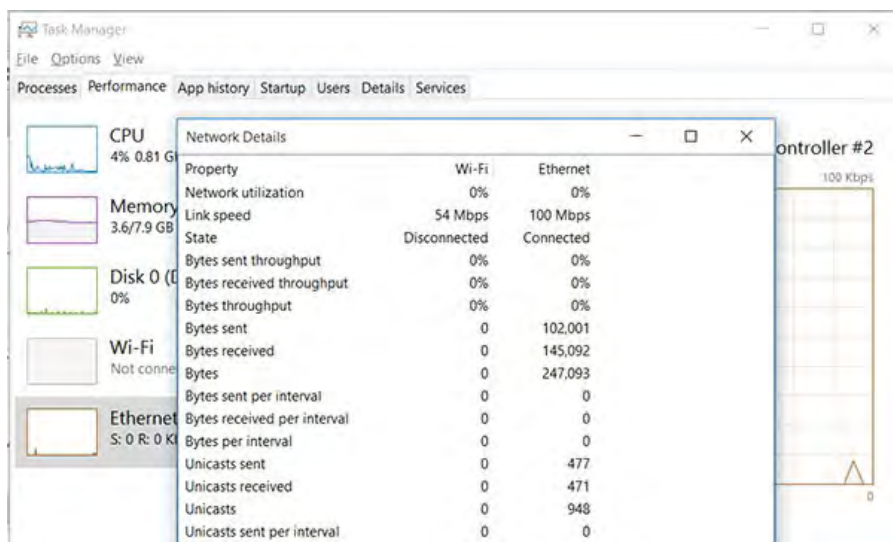 Task Manager
File Options View
Processes Performance App history Startup Users Details Services
CPU
4% 0.81 G
Memory
3.6/7.9 GB
Disk 0 (
0%
Wi-Fi
Not conne
Ethernet
S: 0 R: 0 K
Network Details
Property Wi-Fi Ethernet
Network utilization 0% 0%
Link speed 54 Mbps 100 Mbps
State Disconnected Connected
Bytes sent throughput 0% 0%
Bytes received throughput 0% 0%
Bytes throughput 0% 0%
Bytes sent 0 102,001
Bytes received 0 145,092
Bytes 0 247,093
Bytes sent per interval 0 0
Bytes received per interval 0 0
Bytes per interval 0 0
Unicasts sent 0 477
Unicasts received 0 471
Unicasts 0 948
Unicasts sent per interval 0 0
ontroller #2
100 Kbps
0